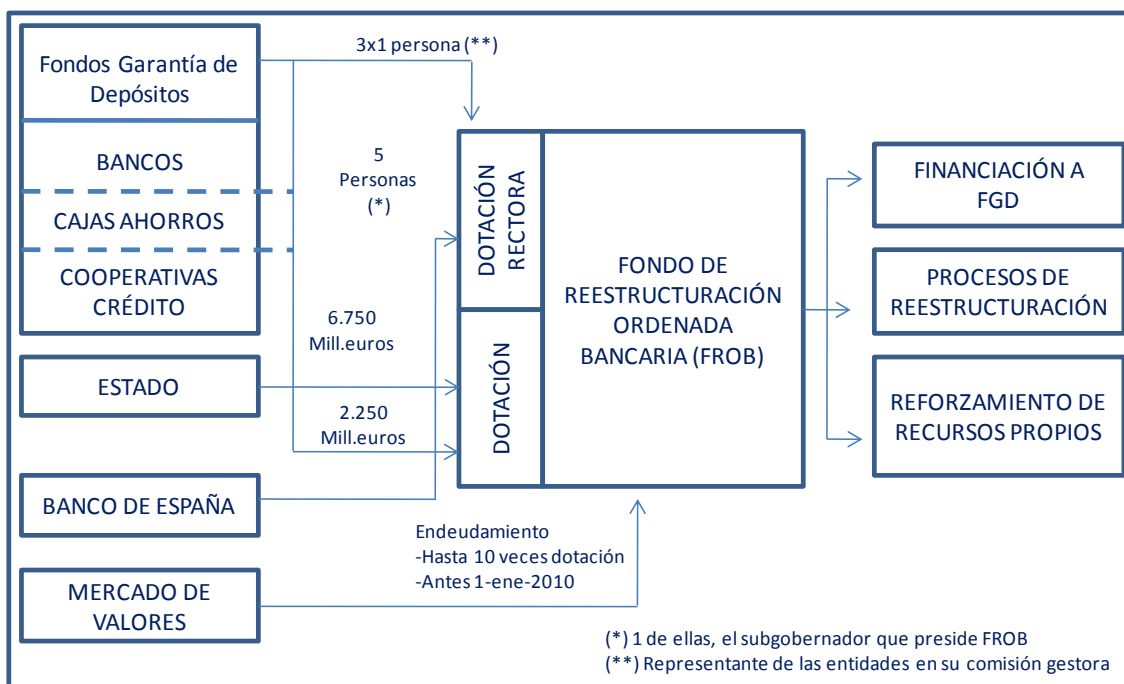 Fondos Garantía de
Depósitos
BANCOS
CAJAS AHORROS
COOPERATIVAS
CRÉDITO
ESTADO
BANCO DE ESPAÑA
MERCADO DE
VALORES
3x1 persona (**)
5
Personas
(*)
6.750
Mill.euros
2.250
Mill.euros
Endeudamiento
-Hasta 10 veces dotación
-Antes 1-ene-2010
DOTACIÓN
RECTORA
DOTACIÓN
FONDO DE
REESTRUCTURACIÓN
ORDENADA
BANCARIA (FROB)
FINANCIACIÓN A
FGD
PROCESOS DE
REESTRUCTURACIÓN
REFORZAMIENTO DE
RECURSOS PROPIOS
(*) 1 de ellas, el subgobernador que preside FROB
(**) Representante de las entidades en su comisión gestora